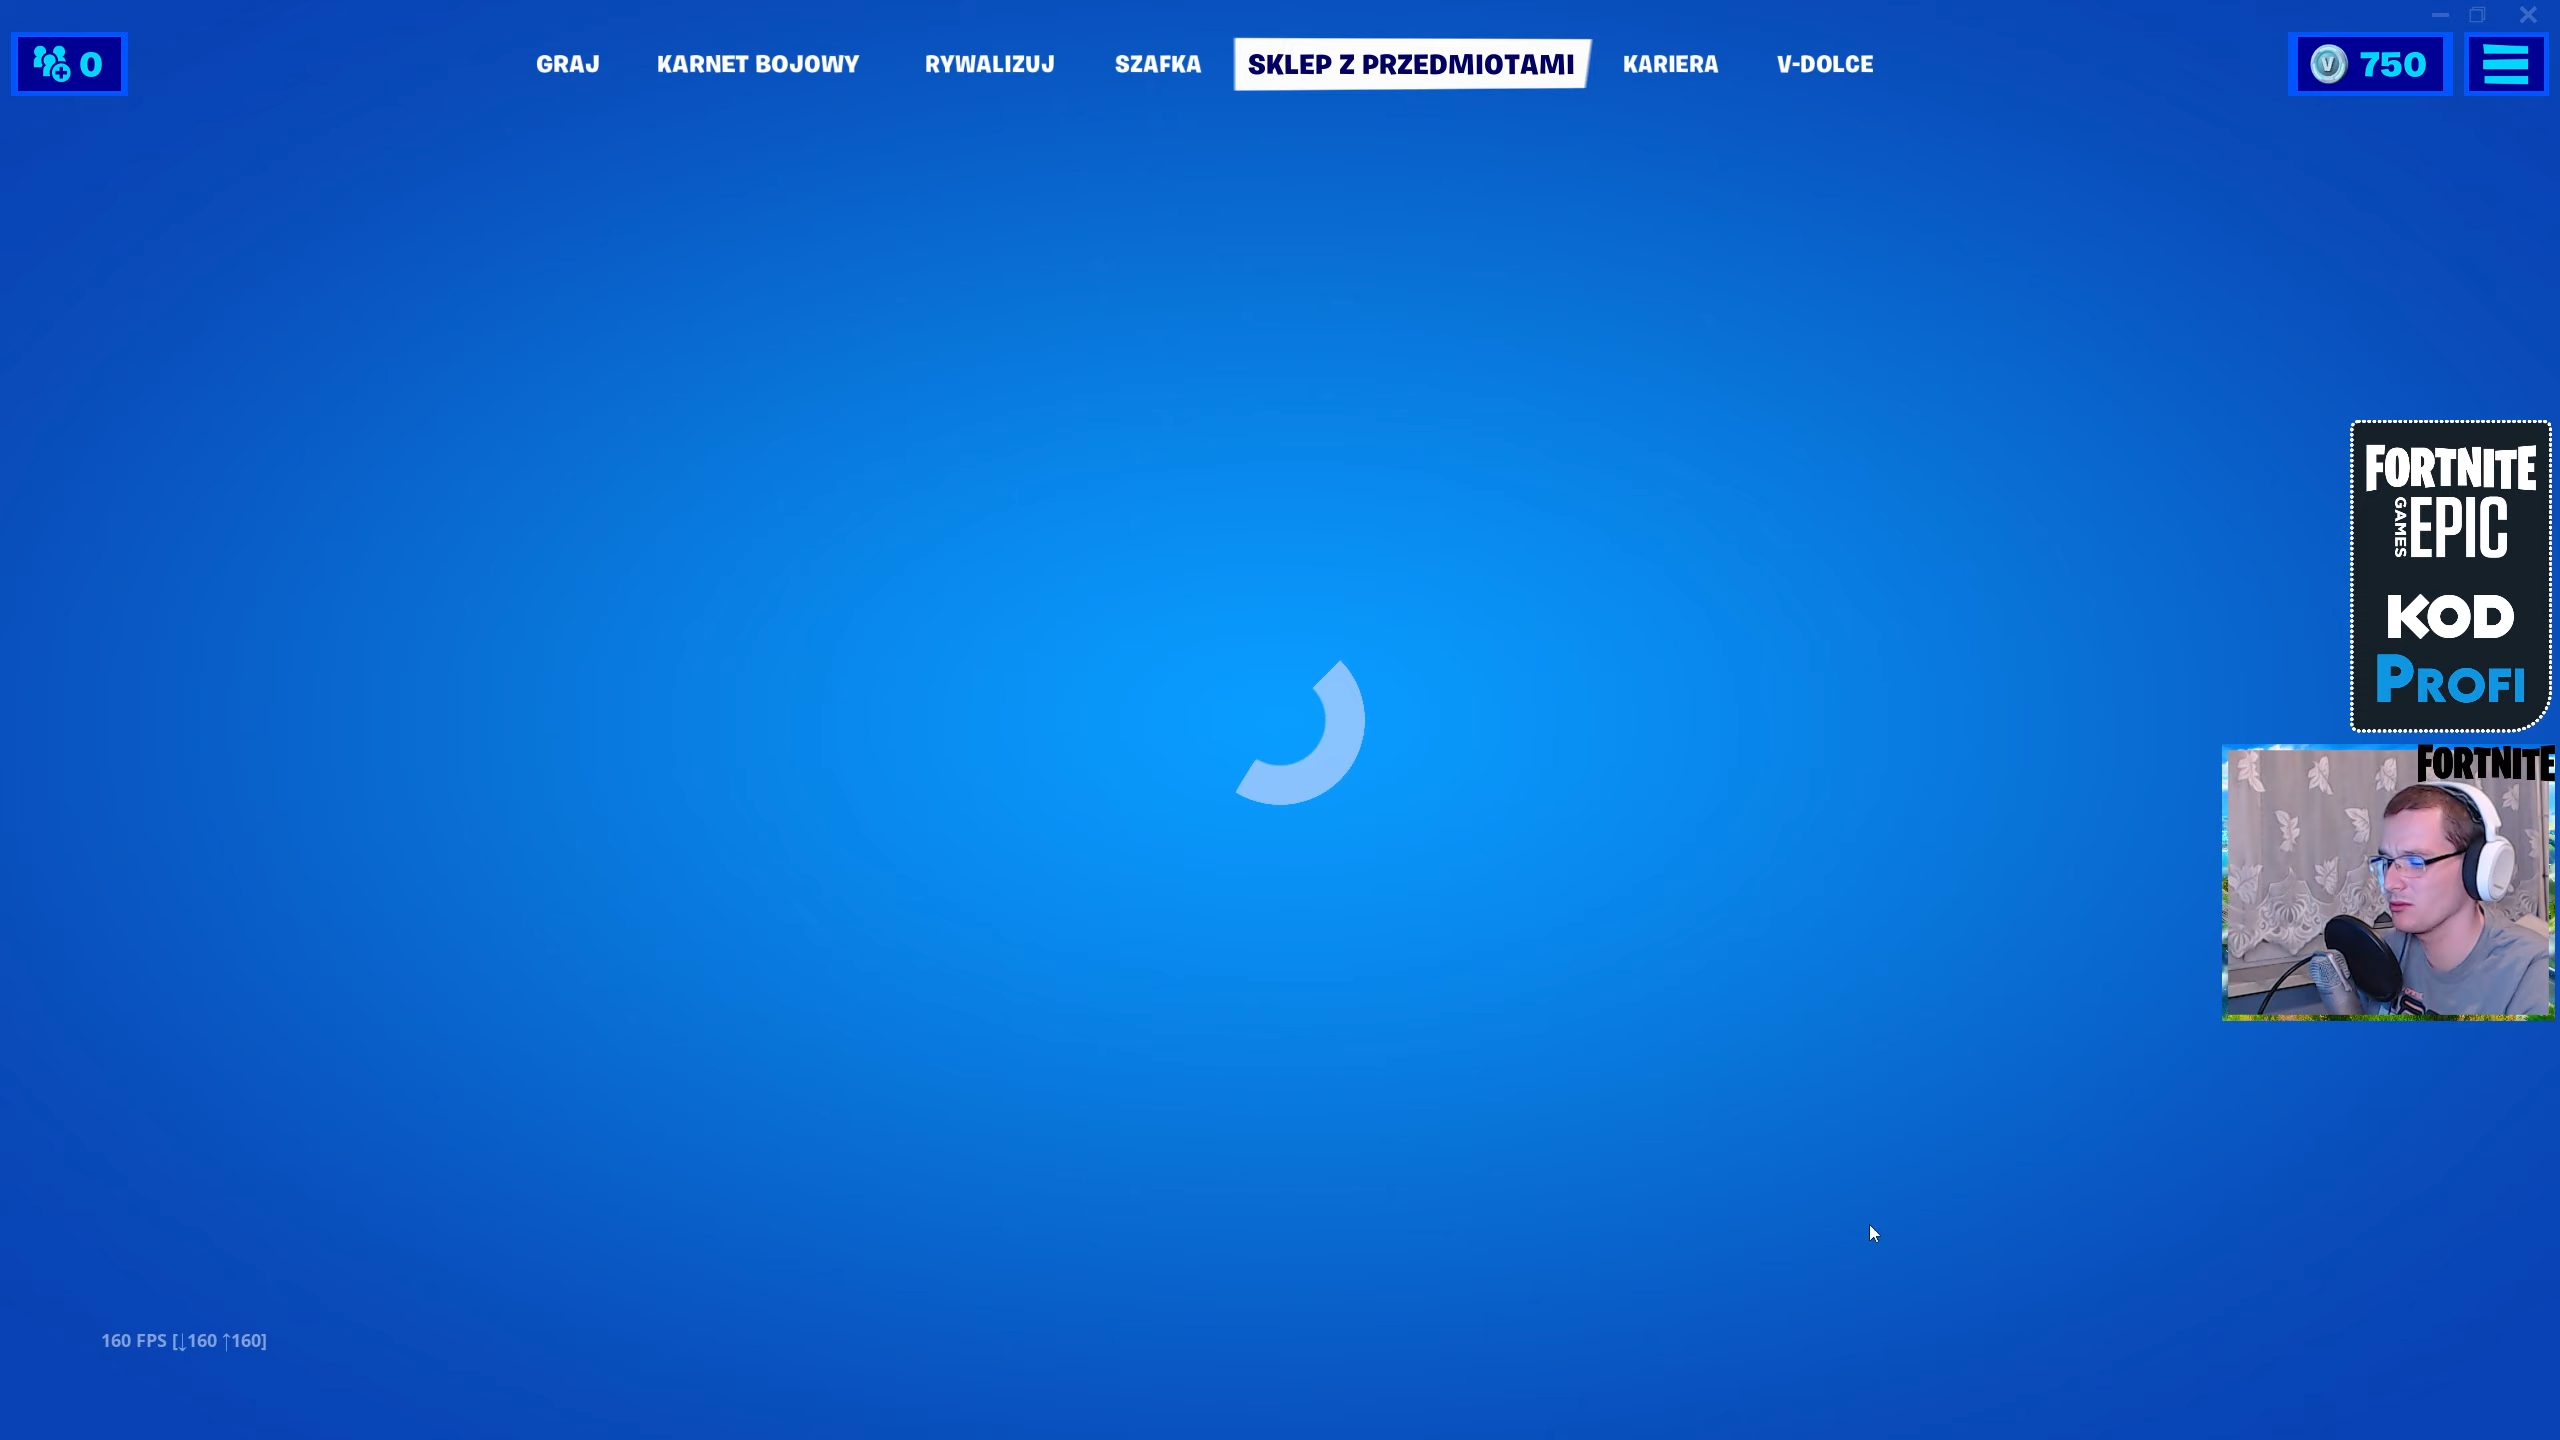 0
GRAJ
KARNET BOJOWY
RYWALIZUJ
SZAFKA
SKLEP Z PRZEDMIOTAMI
KARIERA
V-DOLCE
750
FORTNITE
GAMES EPIC
KOD
PROFI
FORTNITE
160 FPS [↓160 ↑160]